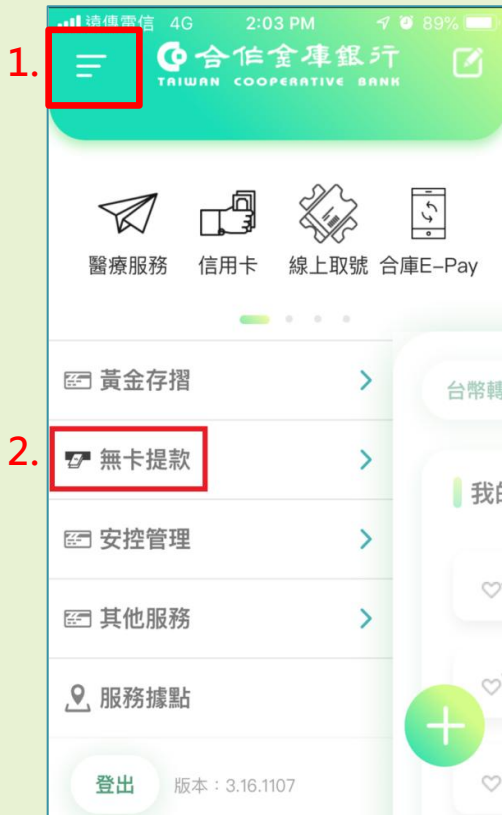 遠傳電信 4G 2:03 PM 89%
1.
合作金庫銀行
TAIWAN COOPERATIVE BANK
醫療服務 信用卡 線上取號 合庫E-Pay
黃金存摺
台幣轉
2. 無卡提款
我的
安控管理
其他服務
服務據點
登出 版本：3.16.1107